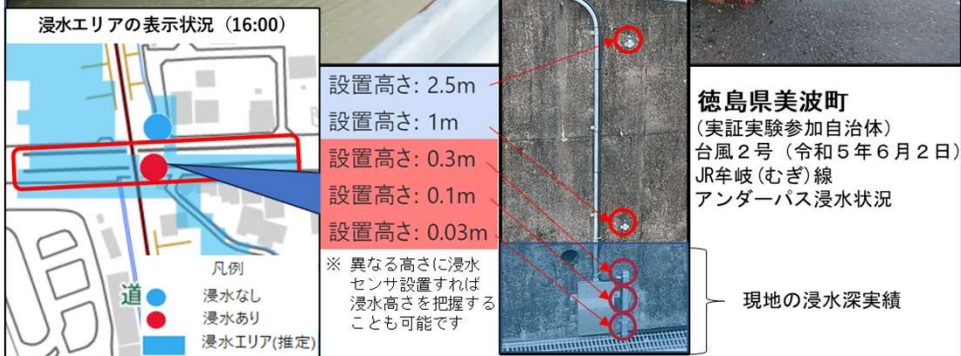 浸水エリアの表示状況（16:00）
道
凡例
浸水なし
浸水あり
浸水エリア(推定)
設置高さ: 2.5m
設置高さ: 1m
設置高さ: 0.3m
設置高さ: 0.1m
設置高さ: 0.03m
※ 異なる高さに浸水
センサ設置すれば
浸水高さを把握する
ことも可能です
徳島県美波町
(実証実験参加自治体)
台風２号（令和５年６月２日）
JR牟岐(むぎ)線
アンダーパス浸水状況
現地の浸水深実績